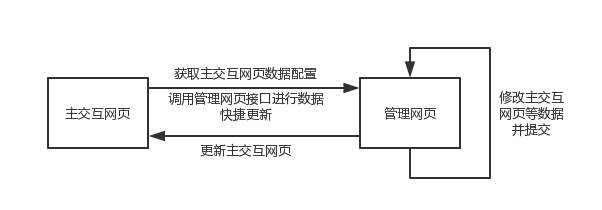 获取主交互网页数据配置
主交互网页
调用管理网页接口进行数据
快捷更新
管理网页
修改主交互
网页等数据
并提交
更新主交互网页